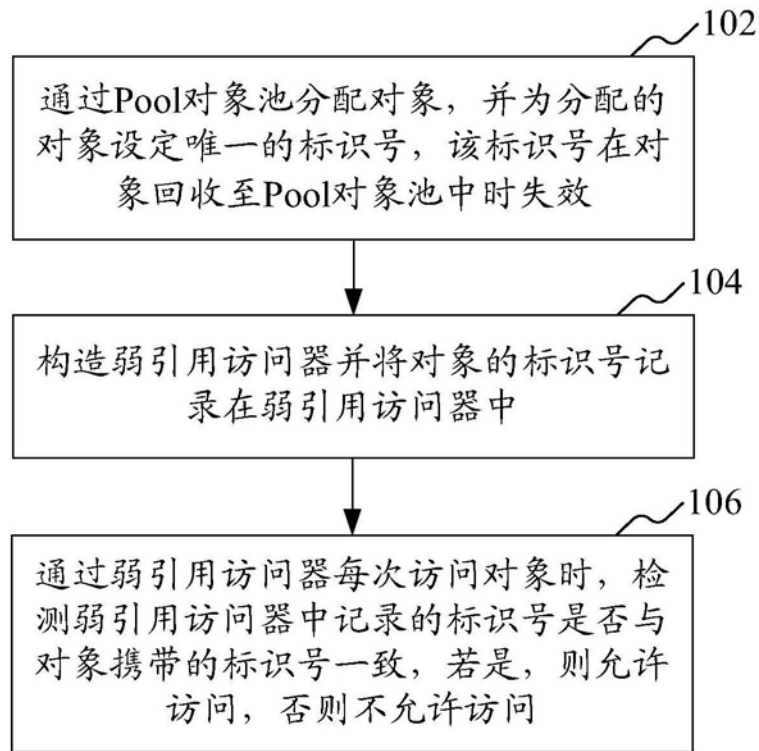 102
通过Pool对象池分配对象，并为分配的
对象设定唯一的标识号，该标识号在对
象回收至Pool对象池中时失效
104
构造弱引用访问器并将对象的标识号记
录在弱引用访问器中
106
通过弱引用访问器每次访问对象时，检
测弱引用访问器中记录的标识号是否与
对象携带的标识号一致，若是，则允许
访问，否则不允许访问